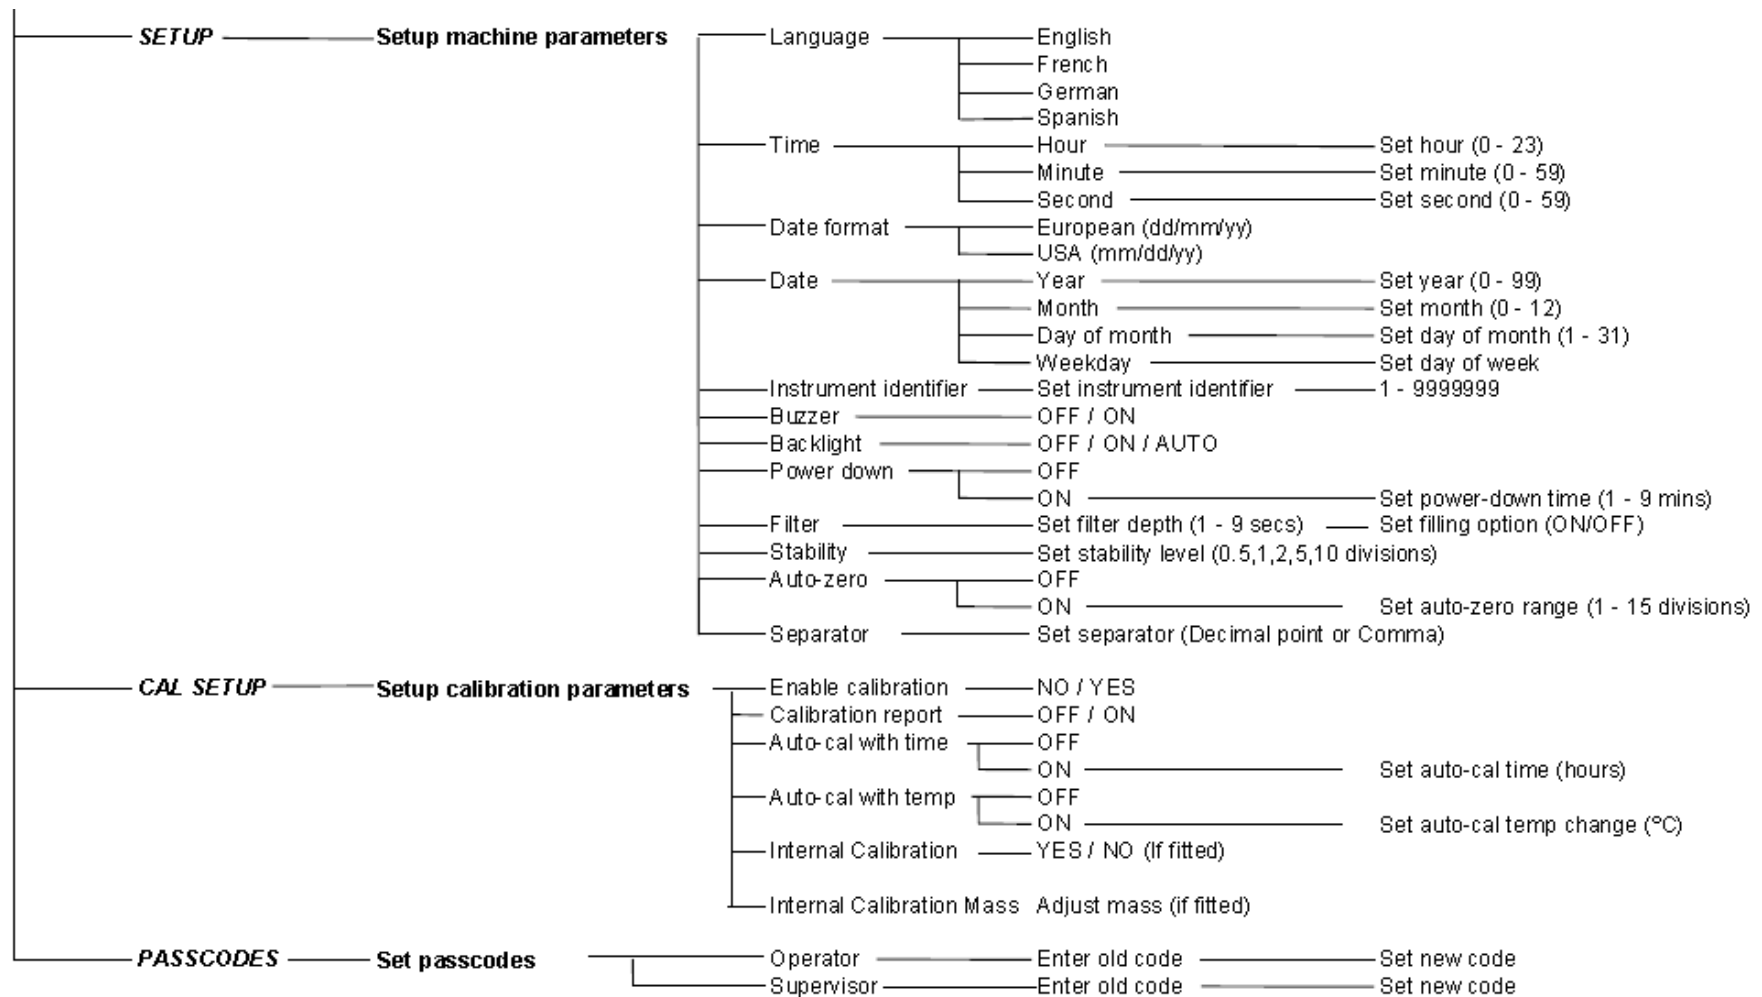 SETUP Setup machine parameters Language English
French
German
Spanish
Time Hour Set hour (0 - 23)
Minute Set minute (0 - 59)
Second Set second (0 - 59)
Date format European (dd/mm/yy)
USA (mm/dd/yy)
Date Year Set year (0 - 99)
Month Set month (0 - 12)
Day of month Set day of month (1 - 31)
Weekday Set day of week
Instrument identifier Set instrument identifier 1 - 9999999
Buzzer OFF / ON
Backlight OFF / ON / AUTO
Power down OFF
ON Set power-down time (1 - 9 mins)
Filter Set filter depth (1 - 9 secs) Set filling option (ON/OFF)
Stability Set stability level (0.5,1,2,5,10 divisions)
Auto-zero OFF
ON Set auto-zero range (1 - 15 divisions)
Separator Set separator (Decimal point or Comma)
CAL SETUP Setup calibration parameters Enable calibration NO / YES
Calibration report OFF / ON
Auto-cal with time OFF
ON Set auto-cal time (hours)
Auto-cal with temp OFF
ON Set auto-cal temp change (°C)
Internal Calibration YES / NO (If fitted)
Internal Calibration Mass Adjust mass (if fitted)
PASSCODES Set passcodes Operator Enter old code Set new code
Supervisor Enter old code Set new code